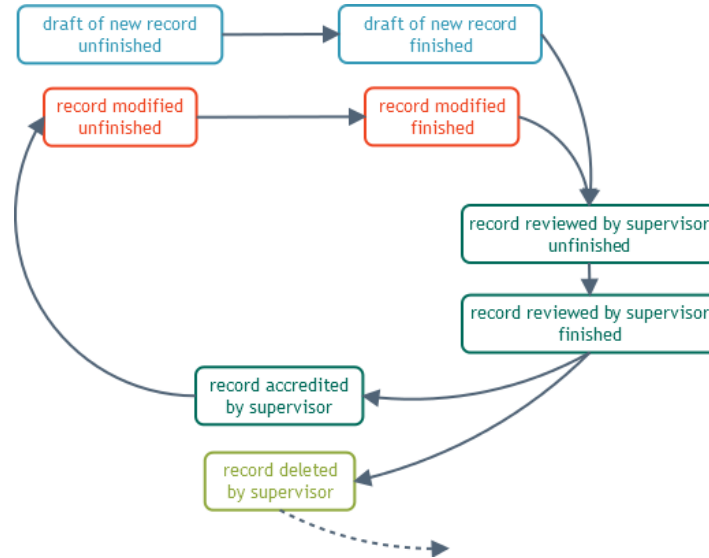 draft of new record
unfinished
draft of new record
finished
record modified
unfinished
record modified
finished
record reviewed by supervisor
unfinished
record reviewed by supervisor
finished
record accredited
by supervisor
record deleted
by supervisor